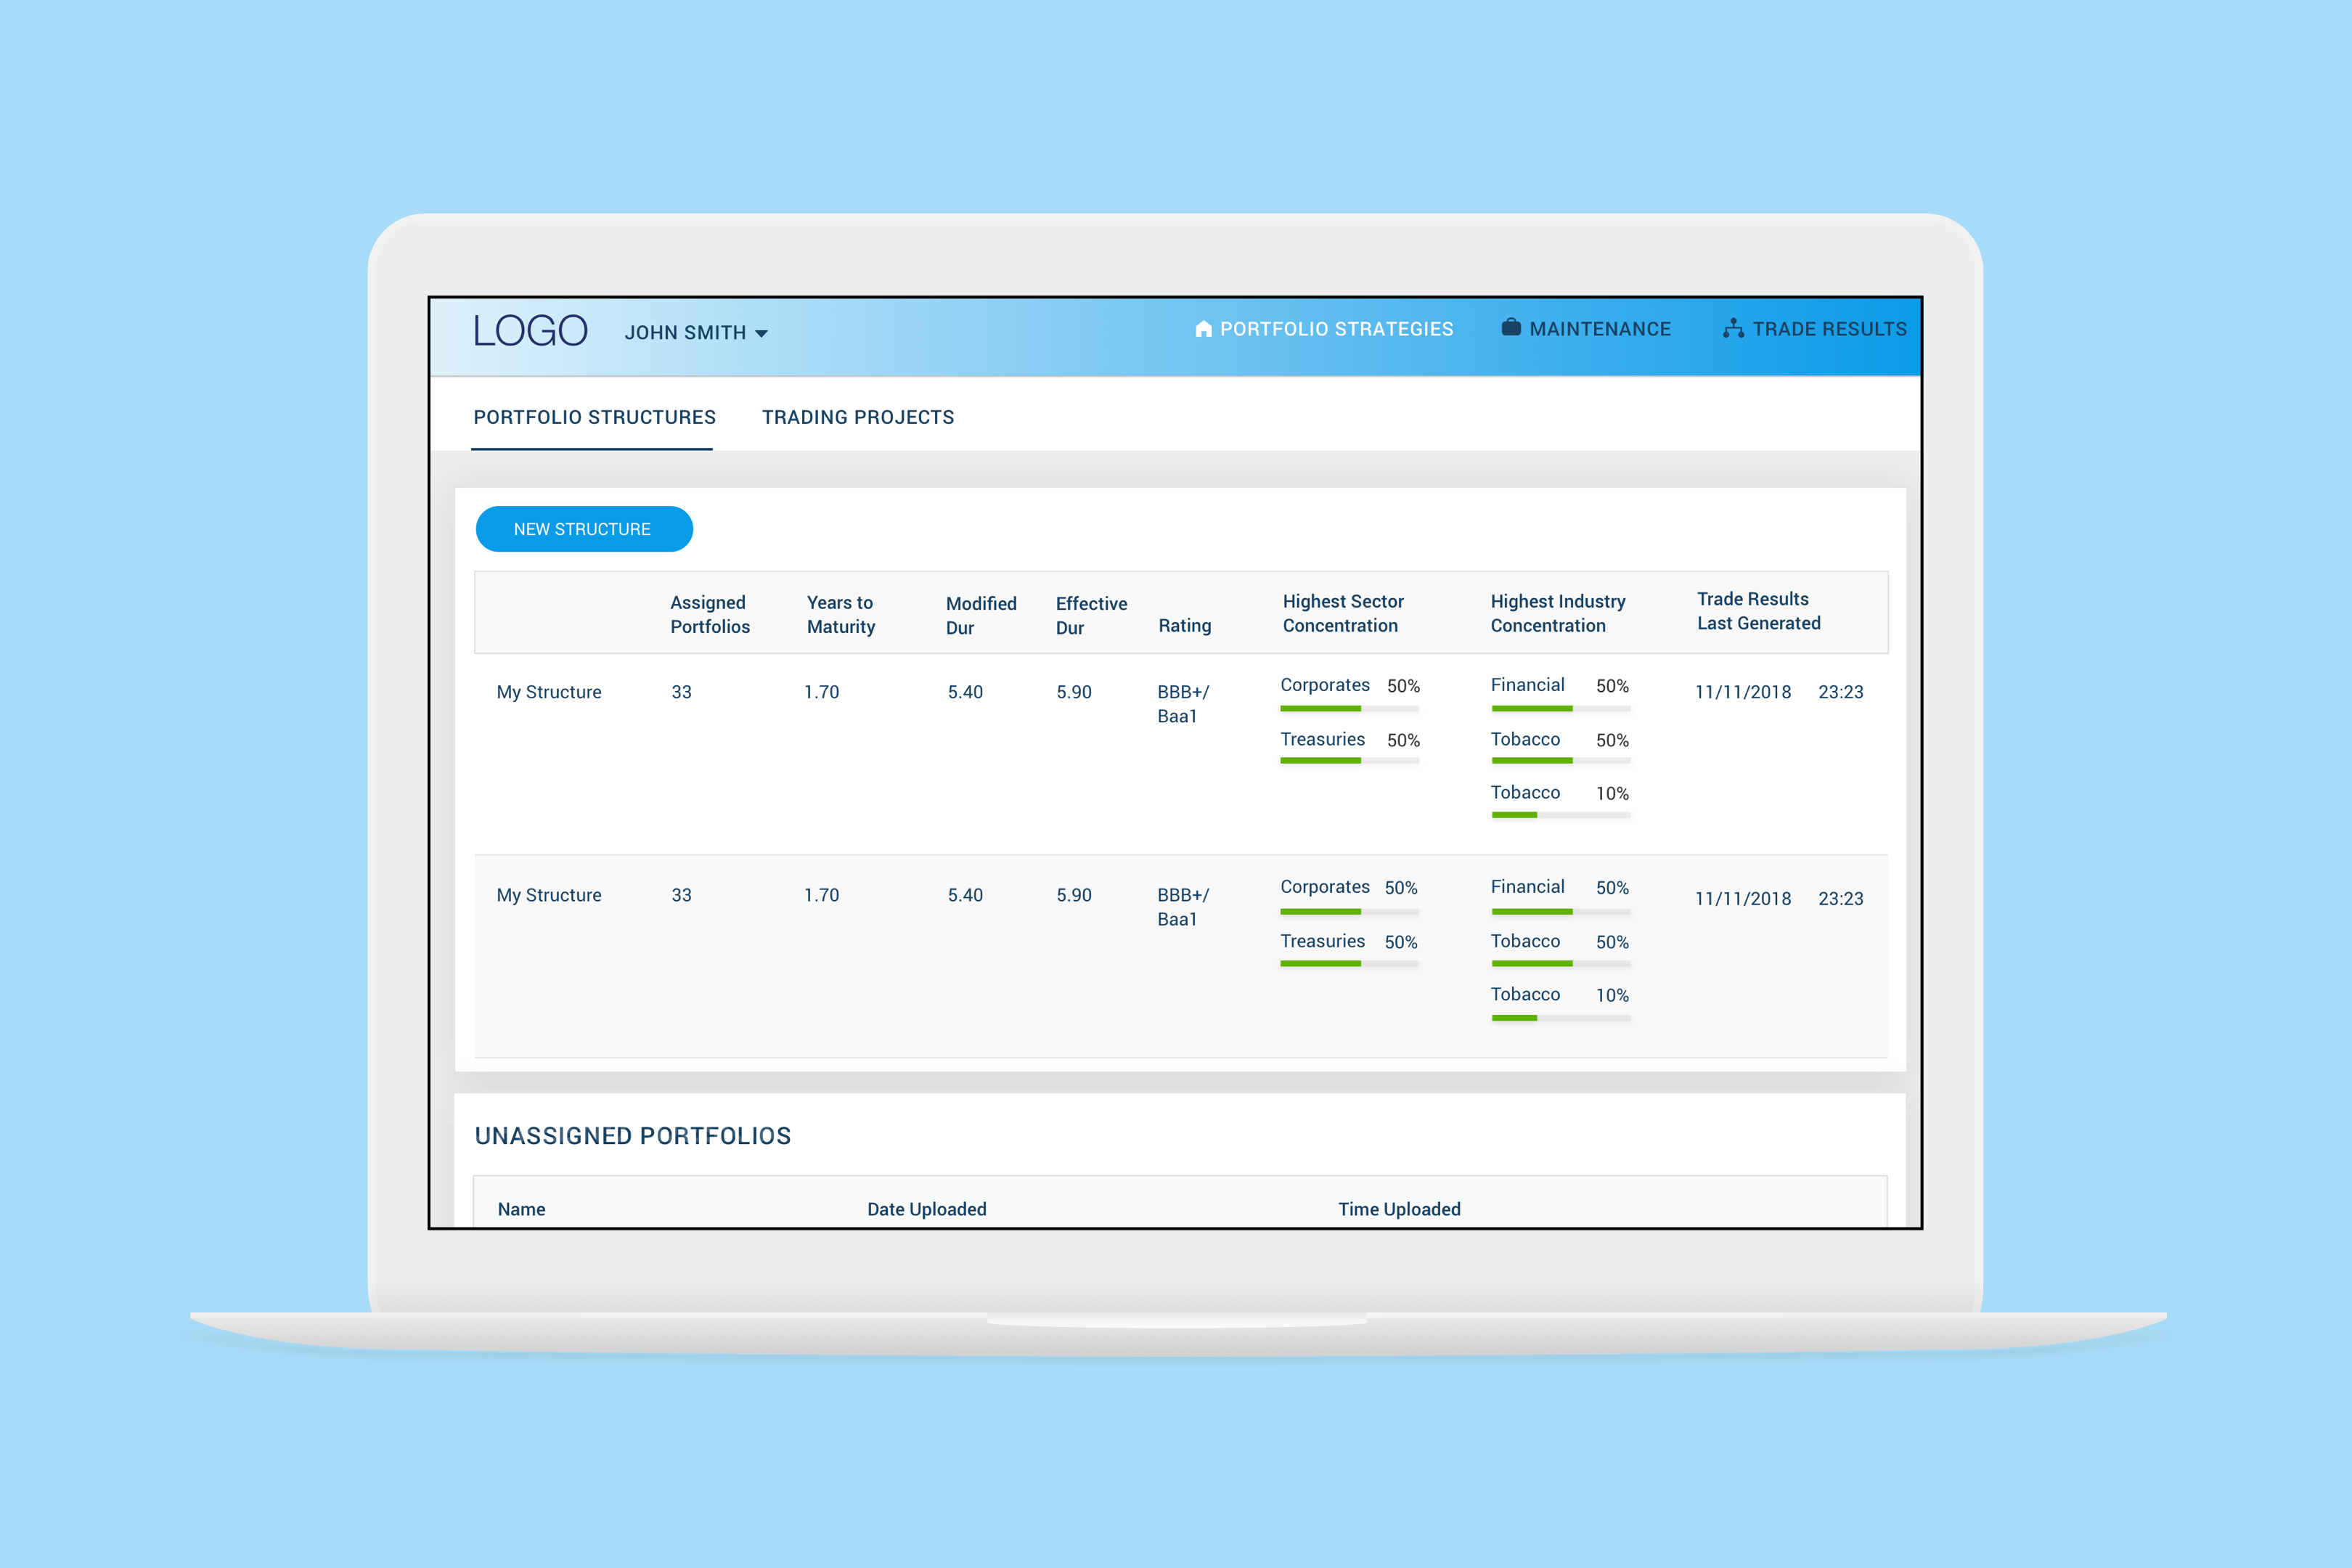 LOGO JOHN SMITH PORTFOLIO STRATEGIES MAINTENANCE TRADE RESULTS
PORTFOLIO STRUCTURES TRADING PROJECTS
NEW STRUCTURE
Assigned Portfolios
Years to Maturity
Modified Dur
Effective Dur
Rating
Highest Sector Concentration
Highest Industry Concentration
Trade Results Last Generated
My Structure 33 1.70 5.40 5.90 BBB+/ Corporates 50% Financial 50% 11/11/2018 23:23
Baa1
Treasuries 50% Tobacco 50%
Tobacco 10%
My Structure 33 1.70 5.40 5.90 BBB+/ Corporates 50% Financial 50% 11/11/2018 23:23
Baa1
Treasuries 50% Tobacco 50%
Tobacco 10%
UNASSIGNED PORTFOLIOS
Name Date Uploaded Time Uploaded